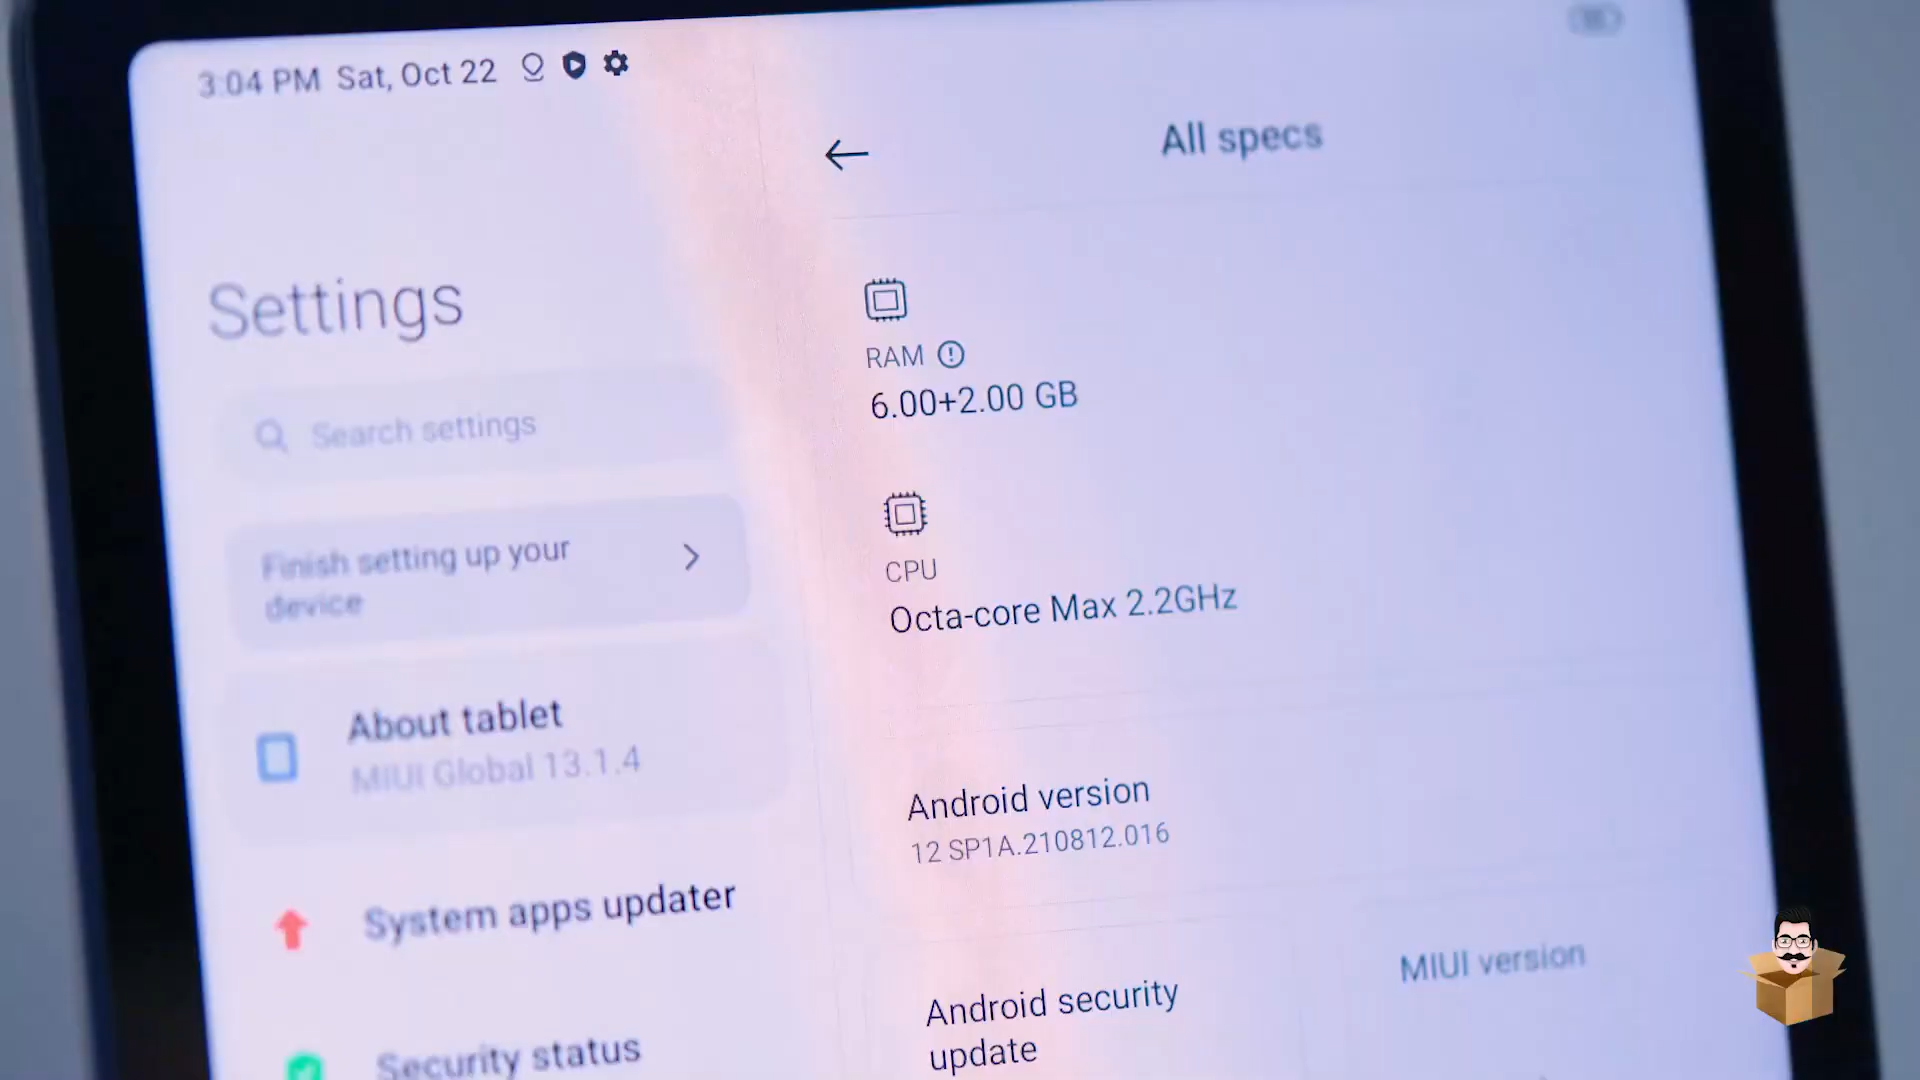 3:04 PM Sat, Oct 22
Settings
Search settings
Finish setting up your
device
About tablet
MIUI Global 13.1.4
System apps updater
Security status
All specs
RAM
6.00+2.00 GB
CPU
Octa-core Max 2.2GHz
Android version
12 SP1A.210812.016
Android security
update
MIUI version